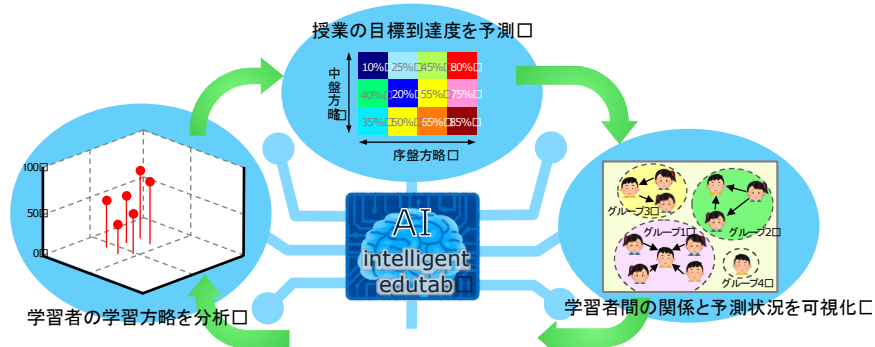 授業の目標到達度を予測□
中盤方略□
10%□ 25%□ 45%□ 80%□
40%□ 20%□ 55%□ 75%□
35%□ 50%□ 65%□ 85%□
序盤方略□
100□
50□
0□
学習者の学習方略を分析□
AI
intelligent
edutab□
グループ3□
グループ2□
グループ1□
グループ4□
学習者間の関係と予測状況を可視化□